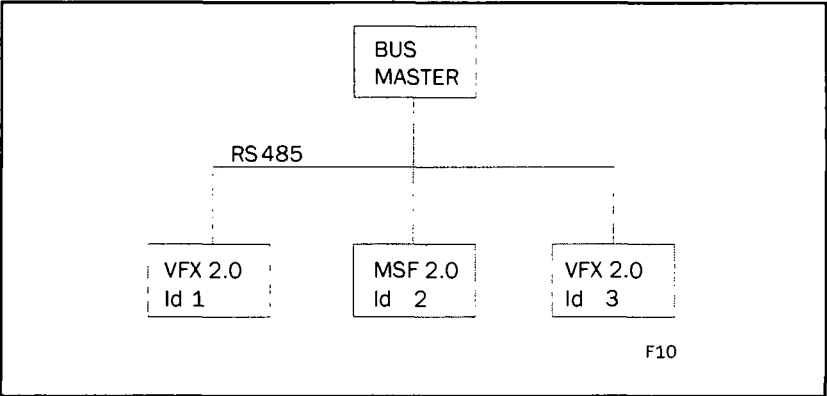 BUS
MASTER
RS485
VFX 2.0
Id 1
MSF 2.0
Id 2
VFX 2.0
Id 3
F10